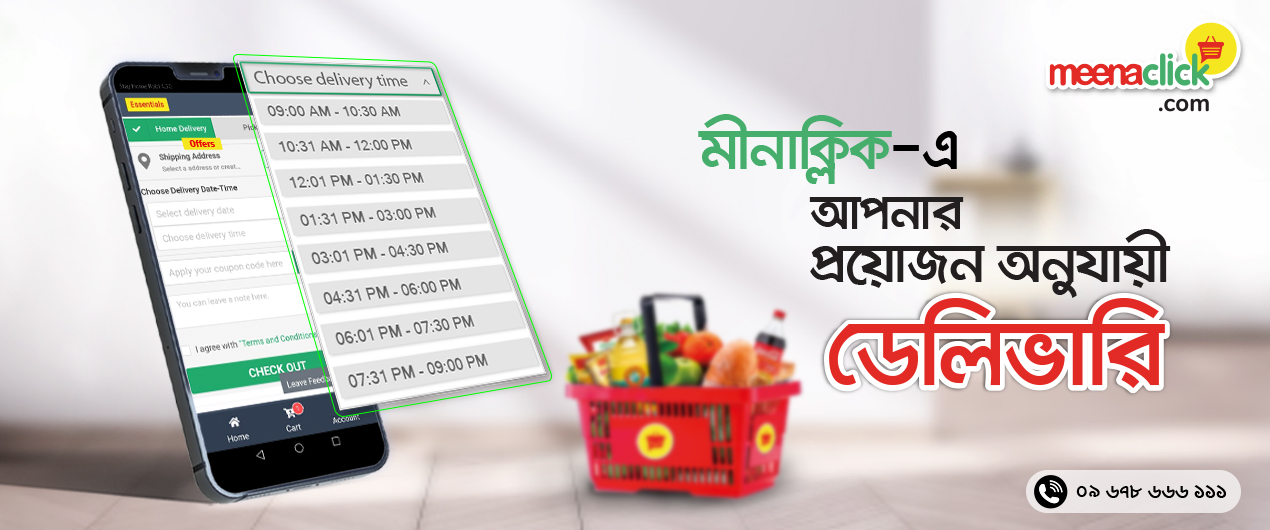 Essentials
Home Delivery
Offers
Shipping Address
Select a address or creat...
Choose Delivery Date-Time
Select delivery date
Choose delivery time
Apply your coupon code here
You can leave a note here.
I agree with "Terms and Conditions
CHECK OUT
Leave Feedb
Home
1
Cart
Account
Choose delivery time
09:00 AM - 10:30 AM
10:31 AM - 12:00 PM
12:01 PM - 01:30 PM
01:31 PM - 03:00 PM
03:01 PM - 04:30 PM
04:31 PM - 06:00 PM
06:01 PM - 07:30 PM
07:31 PM - 09:00 PM
meenaclick
.com
মীনাক্লিক-এ
আপনার
প্রয়োজন অনুযায়ী
ডেলিভারি
০৯ ৬৭৮ ৬৬৬ ১১১